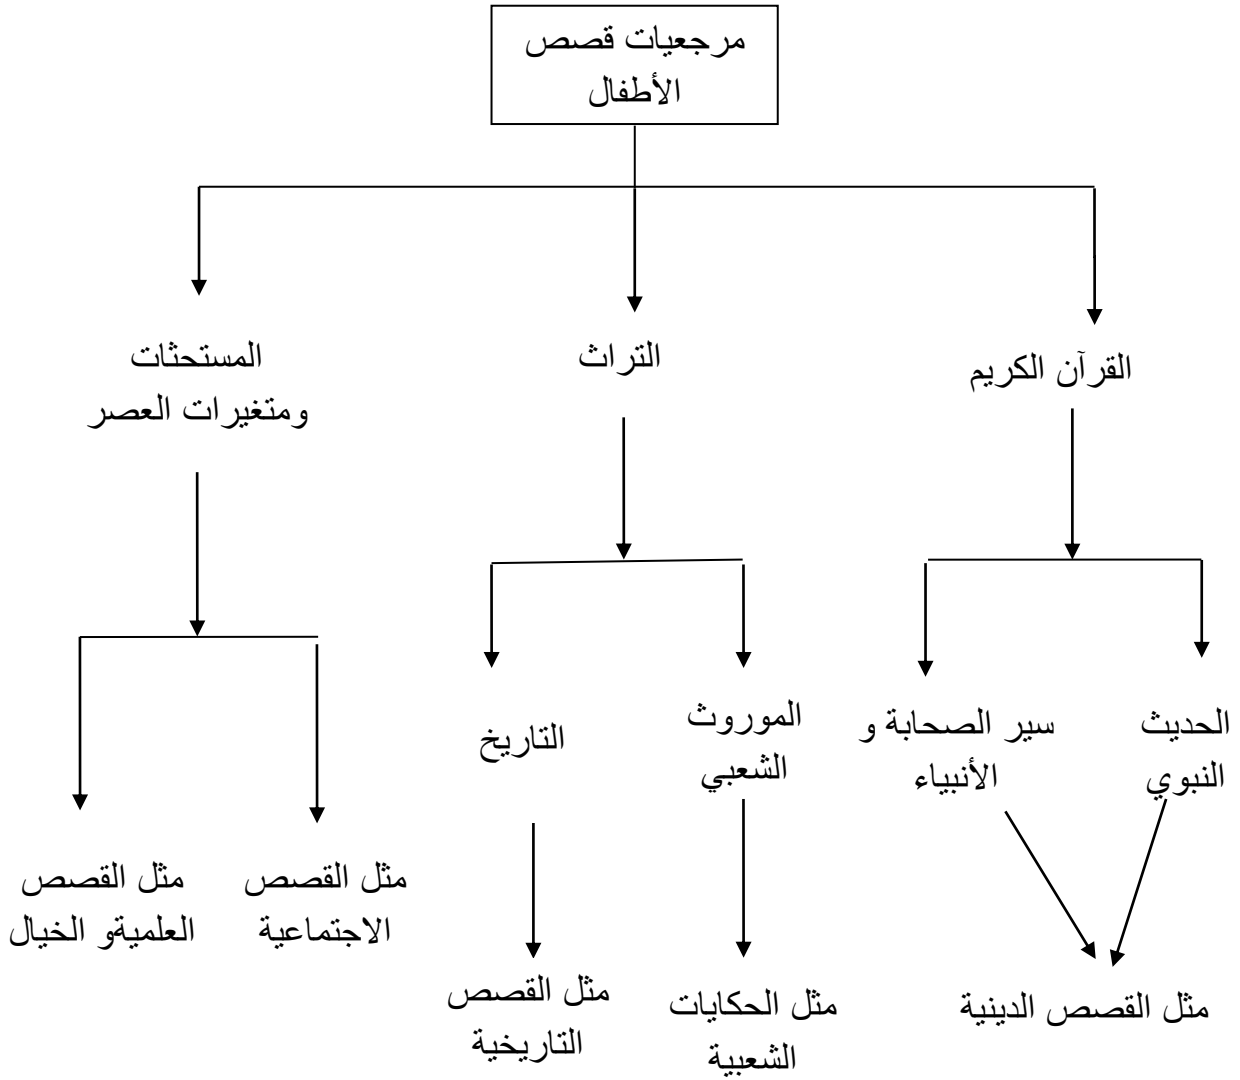 مرجعيات قصص
الأطفال
القرآن الكريم
التراث
المستحثات
ومتغيرات العصر
الحديث
النبوي
سير الصحابة و
الأنبياء
الموروث
الشعبي
التاريخ
مثل القصص
الاجتماعية
مثل القصص
العلميةو الخيال
مثل القصص الدينية
مثل الحكايات
الشعبية
مثل القصص
التاريخية